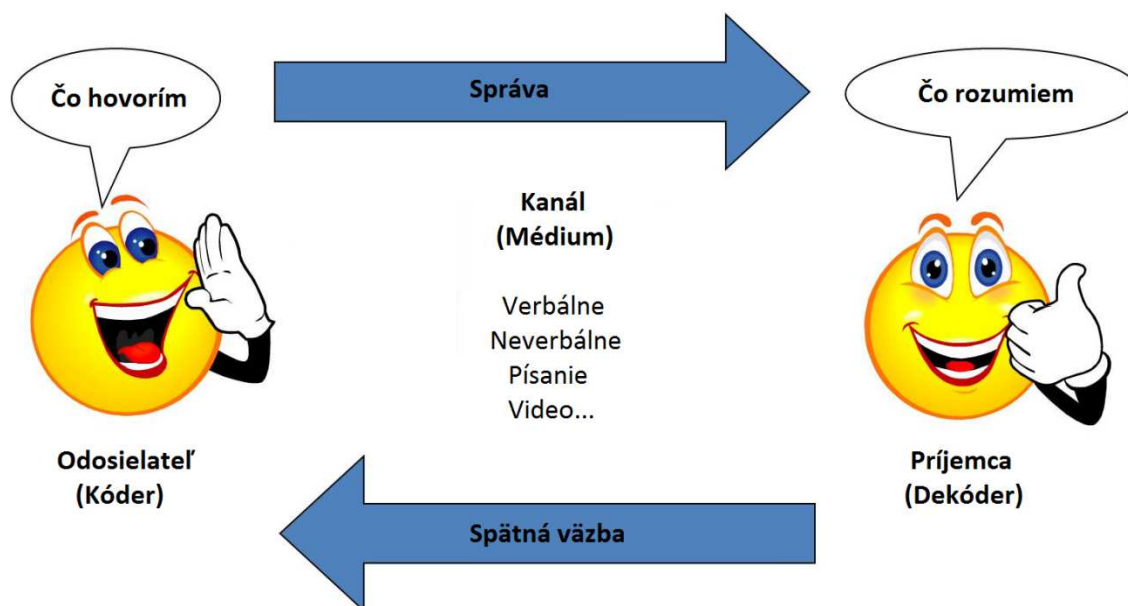 Čo hovorím
Správa
Čo rozumiem
Kanál
(Médium)
Verbálne
Neverbálne
Písanie
Video...
Odosielateľ
(Kóder)
Príjemca
(Dekóder)
Spätná väzba